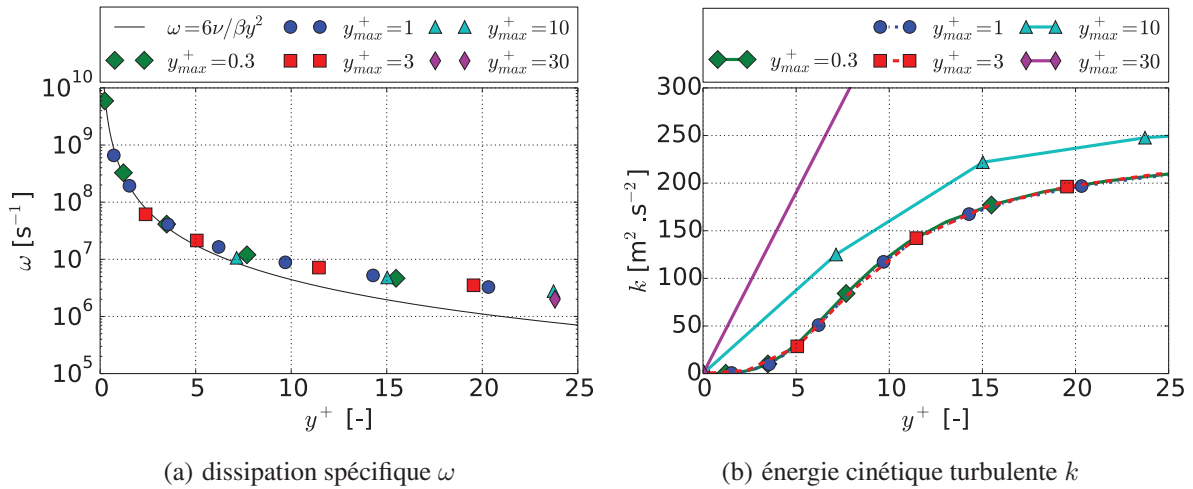 ω=6ν/βy²
y⁺max=1
y⁺max=10
y⁺max=0.3
y⁺max=3
y⁺max=30
10¹⁰
10⁹
10⁸
10⁷
10⁶
10⁵
ω [s⁻¹]
0 5 10 15 20 25
y⁺ [-]
(a) dissipation spécifique ω
y⁺max=1
y⁺max=10
y⁺max=0.3
y⁺max=3
y⁺max=30
300
250
200
150
100
50
0
k [m² .s⁻²]
0 5 10 15 20 25
y⁺ [-]
(b) énergie cinétique turbulente k